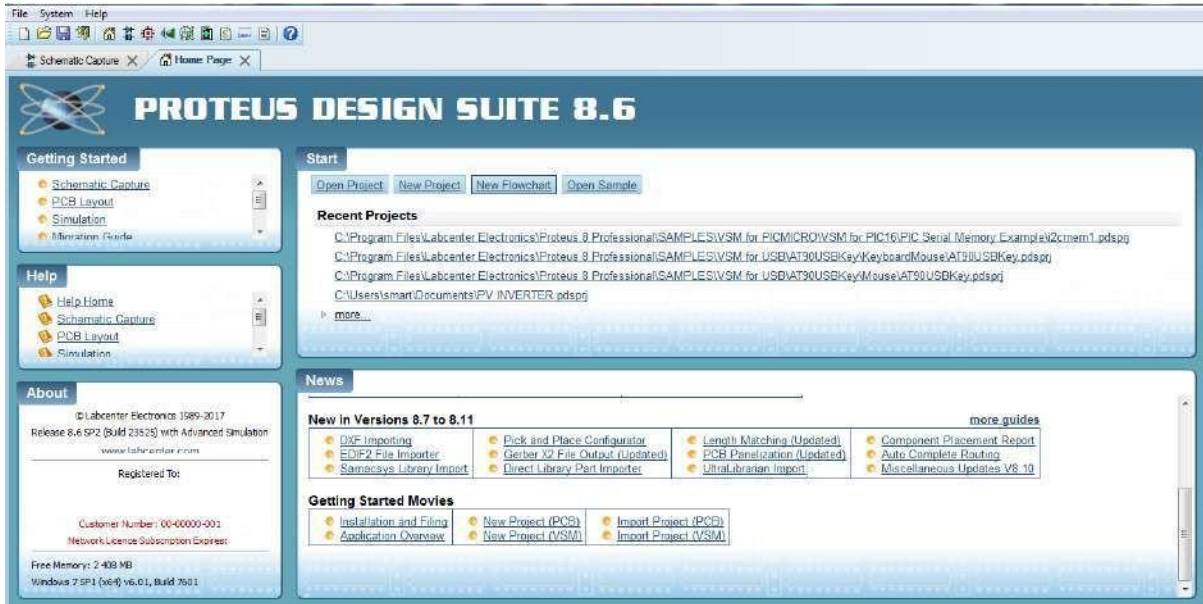 File System Help
Schematic Capture Home Page
PROTEUS DESIGN SUITE 8.6
Getting Started
Schematic Capture
PCB Layout
Simulation
Migration Guide
Help
Help Home
Schematic Capture
PCB Layout
Simulation
About
© Labcenter Electronics 1989-2017
Release 8.6 SP2 (Build 23525) with Advanced Simulation
www.labcenter.com
Registered To:
Customer Number: 00-00000-001
Network Licence Subscription Expires:
Free Memory: 2 408 MB
Windows 7 SP1 (x64) v6.01, Build 7601
Start
Open Project New Project New Flowchart Open Sample
Recent Projects
C:\Program Files\Labcenter Electronics\Proteus 8 Professional\SAMPLES\VSM for PICMICRO\VSM for PIC16\PIC Serial Memory Example\i2cmem1.pdsprj
C:\Program Files\Labcenter Electronics\Proteus 8 Professional\SAMPLES\VSM for USB\AT90USBKey\KeyboardMouse\AT90USBKey.pdsprj
C:\Program Files\Labcenter Electronics\Proteus 8 Professional\SAMPLES\VSM for USB\AT90USBKey\Mouse\AT90USBKey.pdsprj
C:\Users\smart\Documents\PV INVERTER.pdsprj
more...
News
New in Versions 8.7 to 8.11 more guides
DXF Importing Pick and Place Configurator Length Matching (Updated) Component Placement Report
EDIF2 File Importer Gerber X2 File Output (Updated) PCB Panelization (Updated) Auto Complete Routing
Samacsys Library Import Direct Library Part Importer UltraLibrarian Import Miscellaneous Updates V8.10
Getting Started Movies
Installation and Filing New Project (PCB) Import Project (PCB)
Application Overview New Project (VSM) Import Project (VSM)